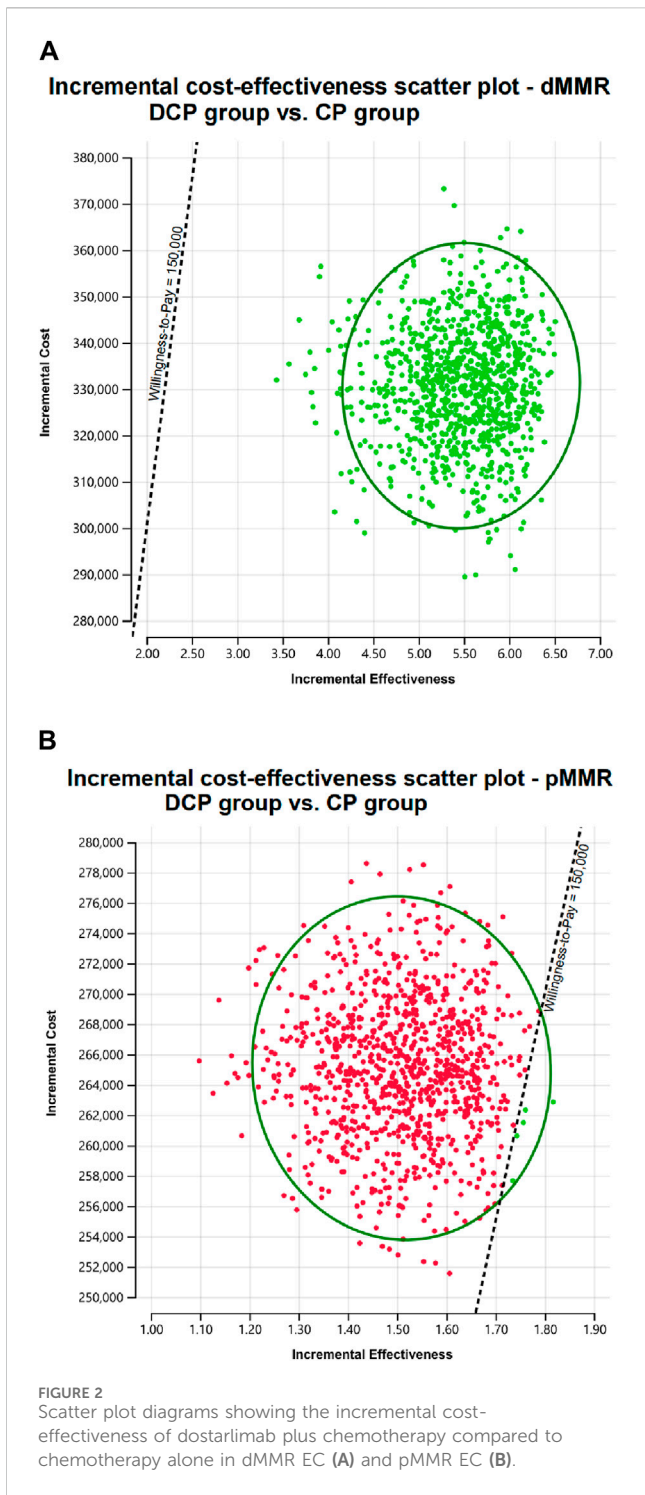 A
Incremental cost-effectiveness scatter plot - dMMR
DCP group vs. CP group
380,000
370,000
360,000
350,000
340,000
330,000
320,000
310,000
300,000
290,000
280,000
Incremental Cost
Willingness-to-Pay = 150,000
2.00 2.50 3.00 3.50 4.00 4.50 5.00 5.50 6.00 6.50 7.00
Incremental Effectiveness
B
Incremental cost-effectiveness scatter plot - pMMR
DCP group vs. CP group
280,000
278,000
276,000
274,000
272,000
270,000
268,000
266,000
264,000
262,000
260,000
258,000
256,000
254,000
252,000
250,000
Incremental Cost
Willingness-to-Pay = 150,000
1.00 1.10 1.20 1.30 1.40 1.50 1.60 1.70 1.80 1.90
Incremental Effectiveness
FIGURE 2
Scatter plot diagrams showing the incremental cost-
effectiveness of dostarlimab plus chemotherapy compared to
chemotherapy alone in dMMR EC (A) and pMMR EC (B).